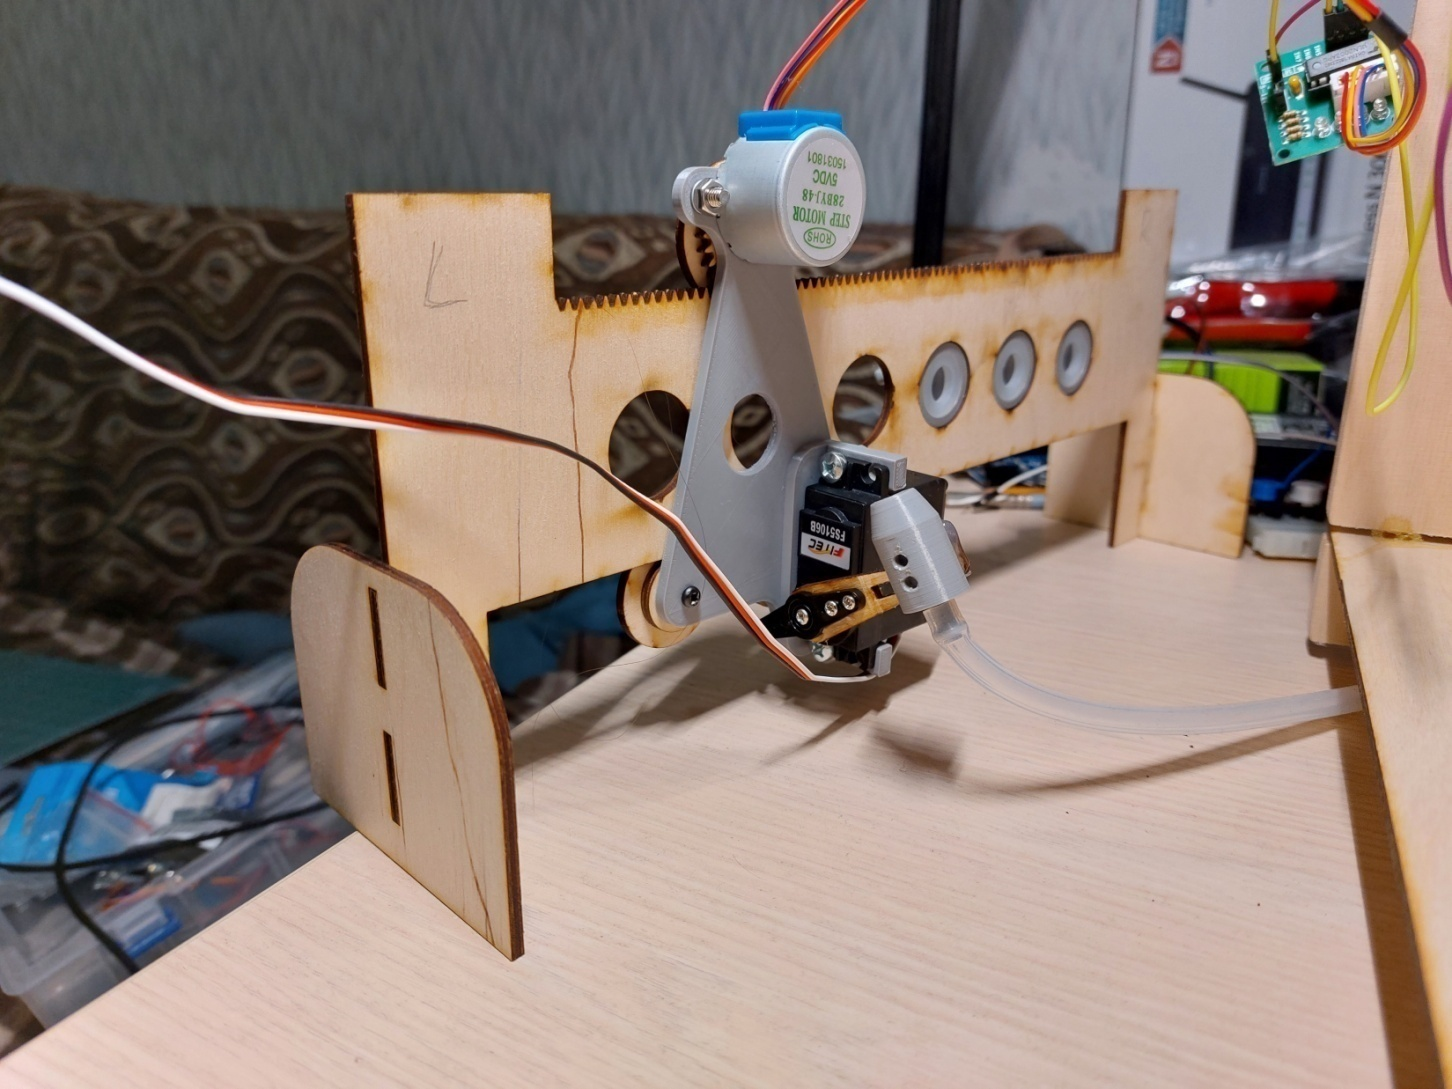 L
ROHS
STEP MOTOR
28BYJ-48
5VDC
15031801
FITEC
FS5106B